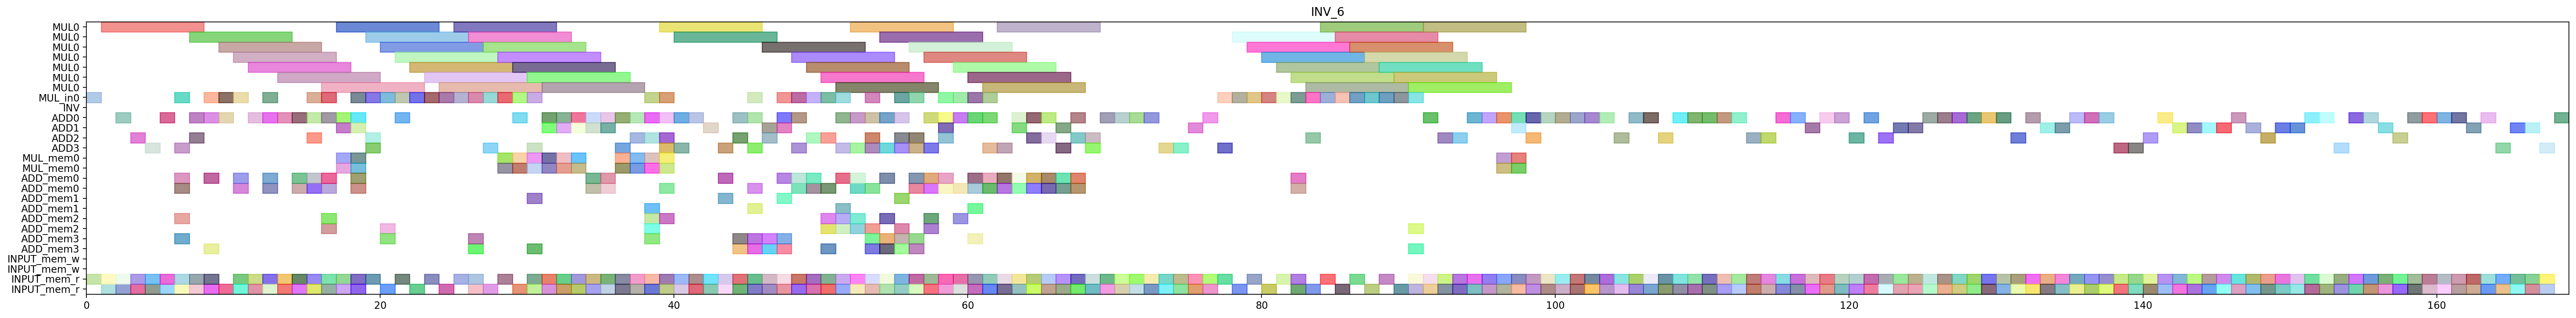 INV_6
MUL0
MUL0
MUL0
MUL0
MUL0
MUL0
MUL0
MUL_in0
INV
ADD0
ADD1
ADD2
ADD3
MUL_mem0
MUL_mem0
ADD_mem0
ADD_mem0
ADD_mem1
ADD_mem1
ADD_mem2
ADD_mem2
ADD_mem3
ADD_mem3
INPUT_mem_w
INPUT_mem_w
INPUT_mem_r
INPUT_mem_r
0 20 40 60 80 100 120 140 160